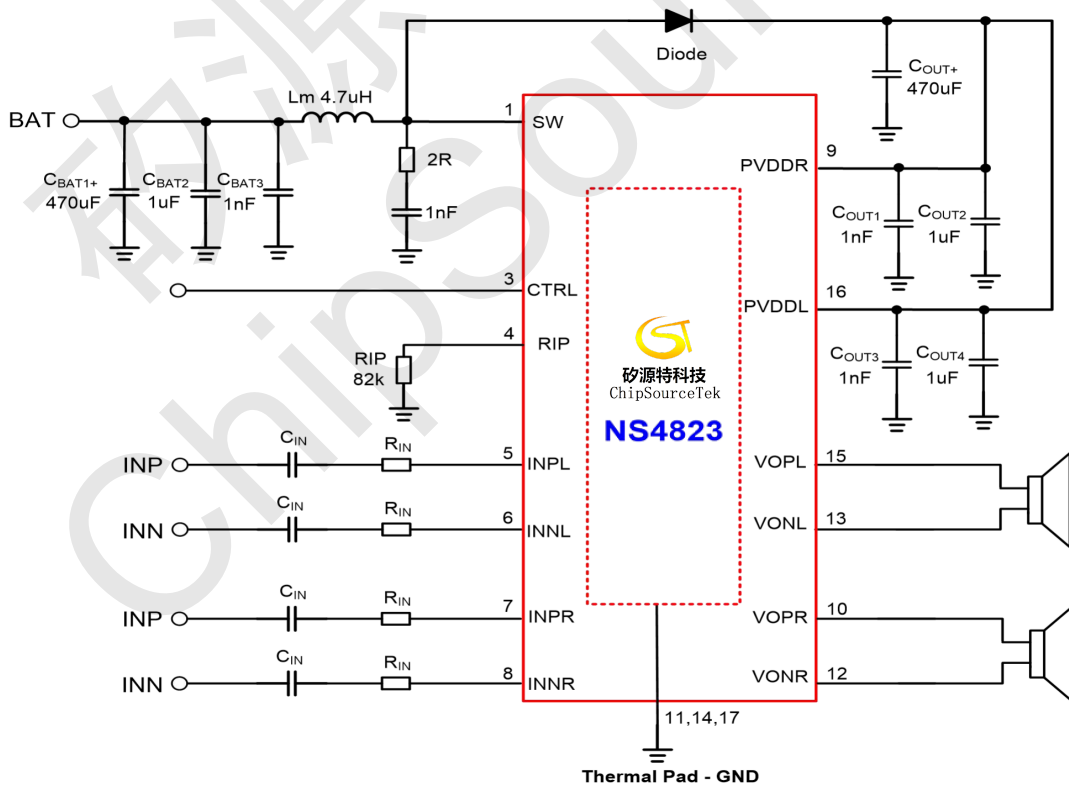 Diode
COUT+
470uF
Lm 4.7uH
BAT
1
SW
CBAT1+
470uF
CBAT2
1uF
CBAT3
1nF
2R
1nF
9
PVDDR
COUT1
1nF
COUT2
1uF
3
CTRL
16
PVDDL
4
RIP
RIP
82k
COUT3
1nF
COUT4
1uF
矽源特科技
ChipSourceTek
NS4823
INP
CIN
RIN
5
INPL
VOPL
15
INN
CIN
RIN
6
INNL
VONL
13
INP
CIN
RIN
7
INPR
VOPR
10
INN
CIN
RIN
8
INNR
VONR
12
11,14,17
Thermal Pad - GND
矽源
ChipSour